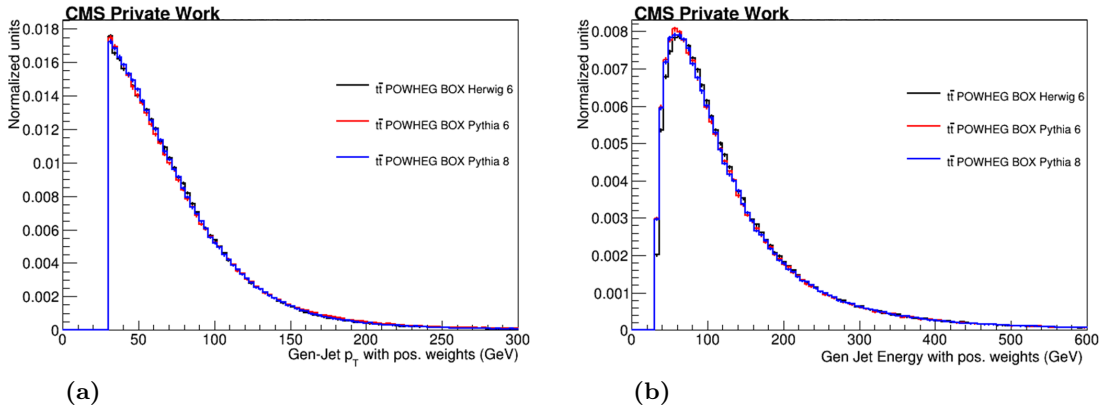 CMS Private Work
Normalized units
0.018
0.016
0.014
0.012
0.01
0.008
0.006
0.004
0.002
0
tt̄ POWHEG BOX Herwig 6
tt̄ POWHEG BOX Pythia 6
tt̄ POWHEG BOX Pythia 8
0 50 100 150 200 250 300
Gen-Jet pT with pos. weights (GeV)
(a)
CMS Private Work
Normalized units
0.008
0.007
0.006
0.005
0.004
0.003
0.002
0.001
0
tt̄ POWHEG BOX Herwig 6
tt̄ POWHEG BOX Pythia 6
tt̄ POWHEG BOX Pythia 8
0 100 200 300 400 500 600
Gen Jet Energy with pos. weights (GeV)
(b)